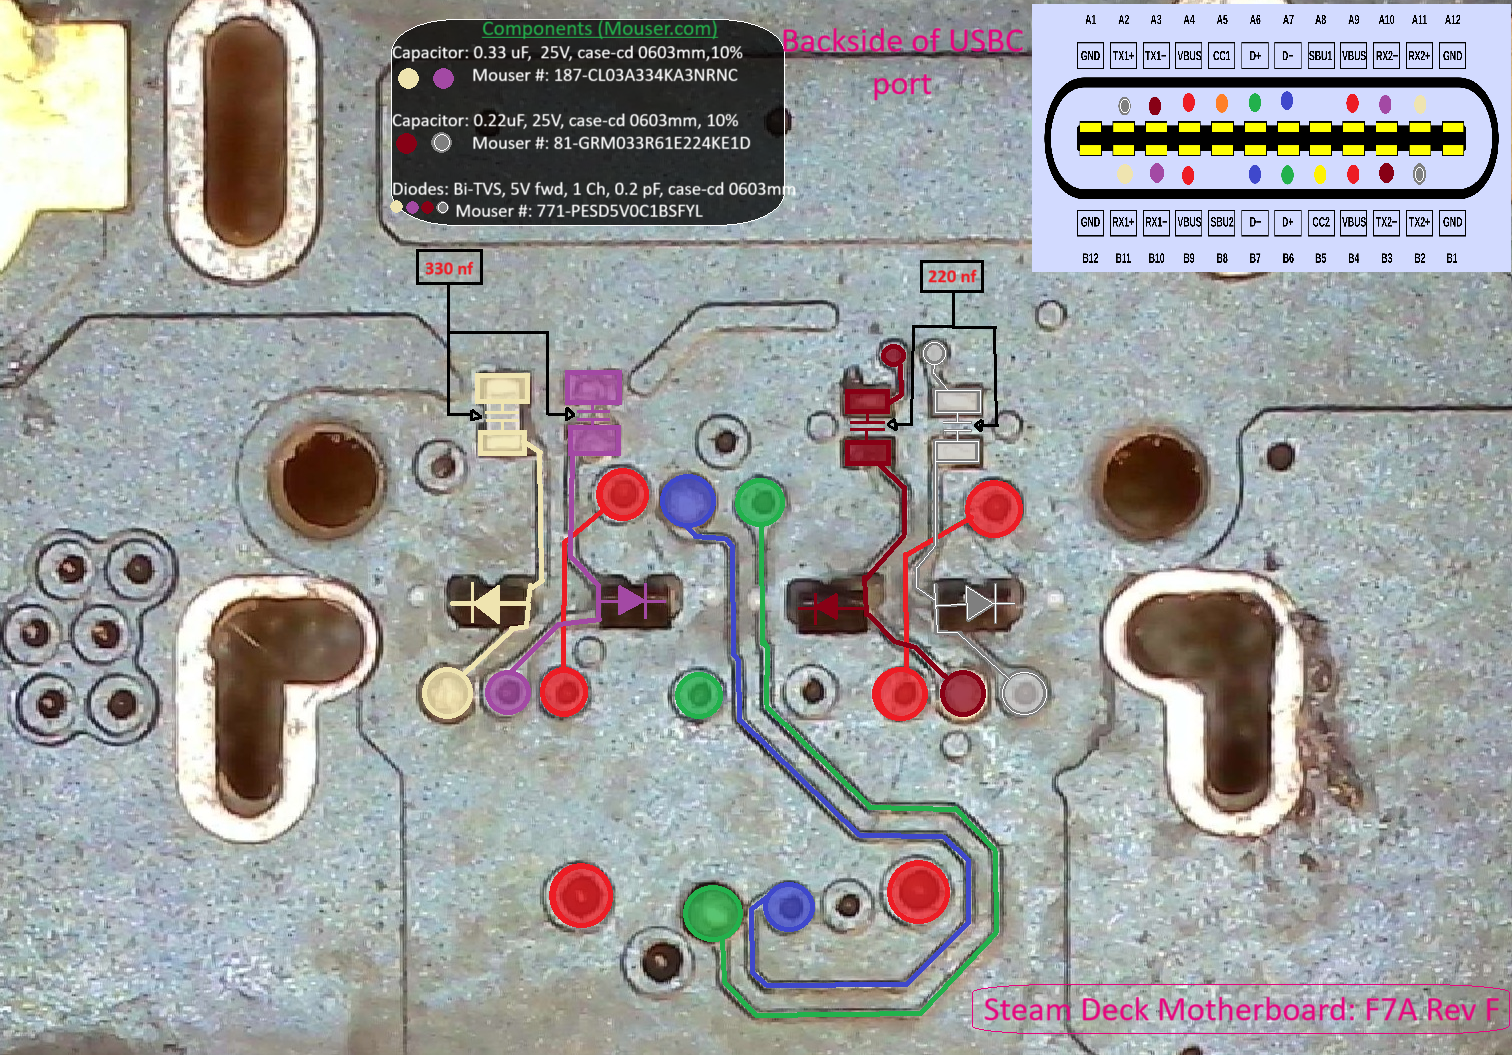 Components (Mouser.com)
Capacitor: 0.33 uF, 25V, case-cd 0603mm,10%
Mouser #: 187-CL03A334KA3NRNC
Capacitor: 0.22uF, 25V, case-cd 0603mm, 10%
Mouser #: 81-GRM033R61E224KE1D
Diodes: Bi-TVS, 5V fwd, 1 Ch, 0.2 pF, case-cd 0603mm
Mouser #: 771-PESD5V0C1BSFYL
Backside of USBC
port
A1 A2 A3 A4 A5 A6 A7 A8 A9 A10 A11 A12
GND TX1+ TX1− VBUS CC1 D+ D− SBU1 VBUS RX2− RX2+ GND
GND RX1+ RX1− VBUS SBU2 D− D+ CC2 VBUS TX2− TX2+ GND
B12 B11 B10 B9 B8 B7 B6 B5 B4 B3 B2 B1
330 nf
220 nf
Steam Deck Motherboard: F7A Rev F